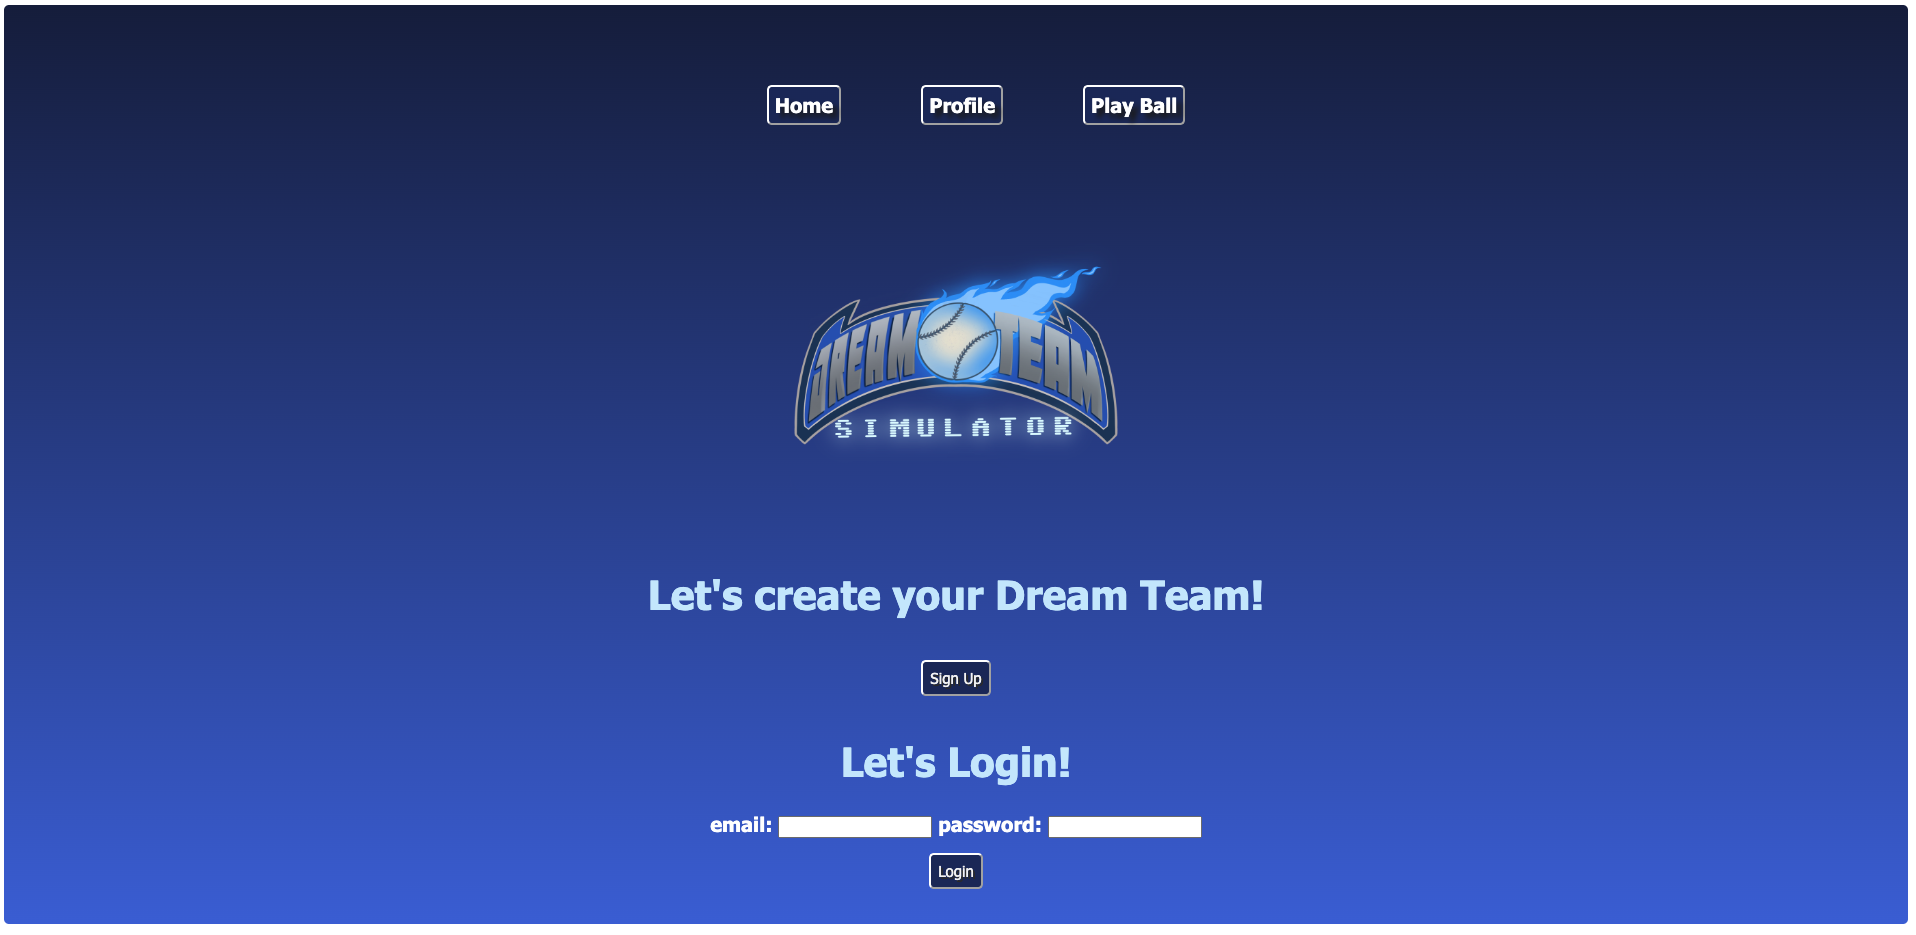 Home Profile Play Ball
DREAM TEAM
SIMULATOR
Let's create your Dream Team!
Sign Up
Let's Login!
email: password:
Login